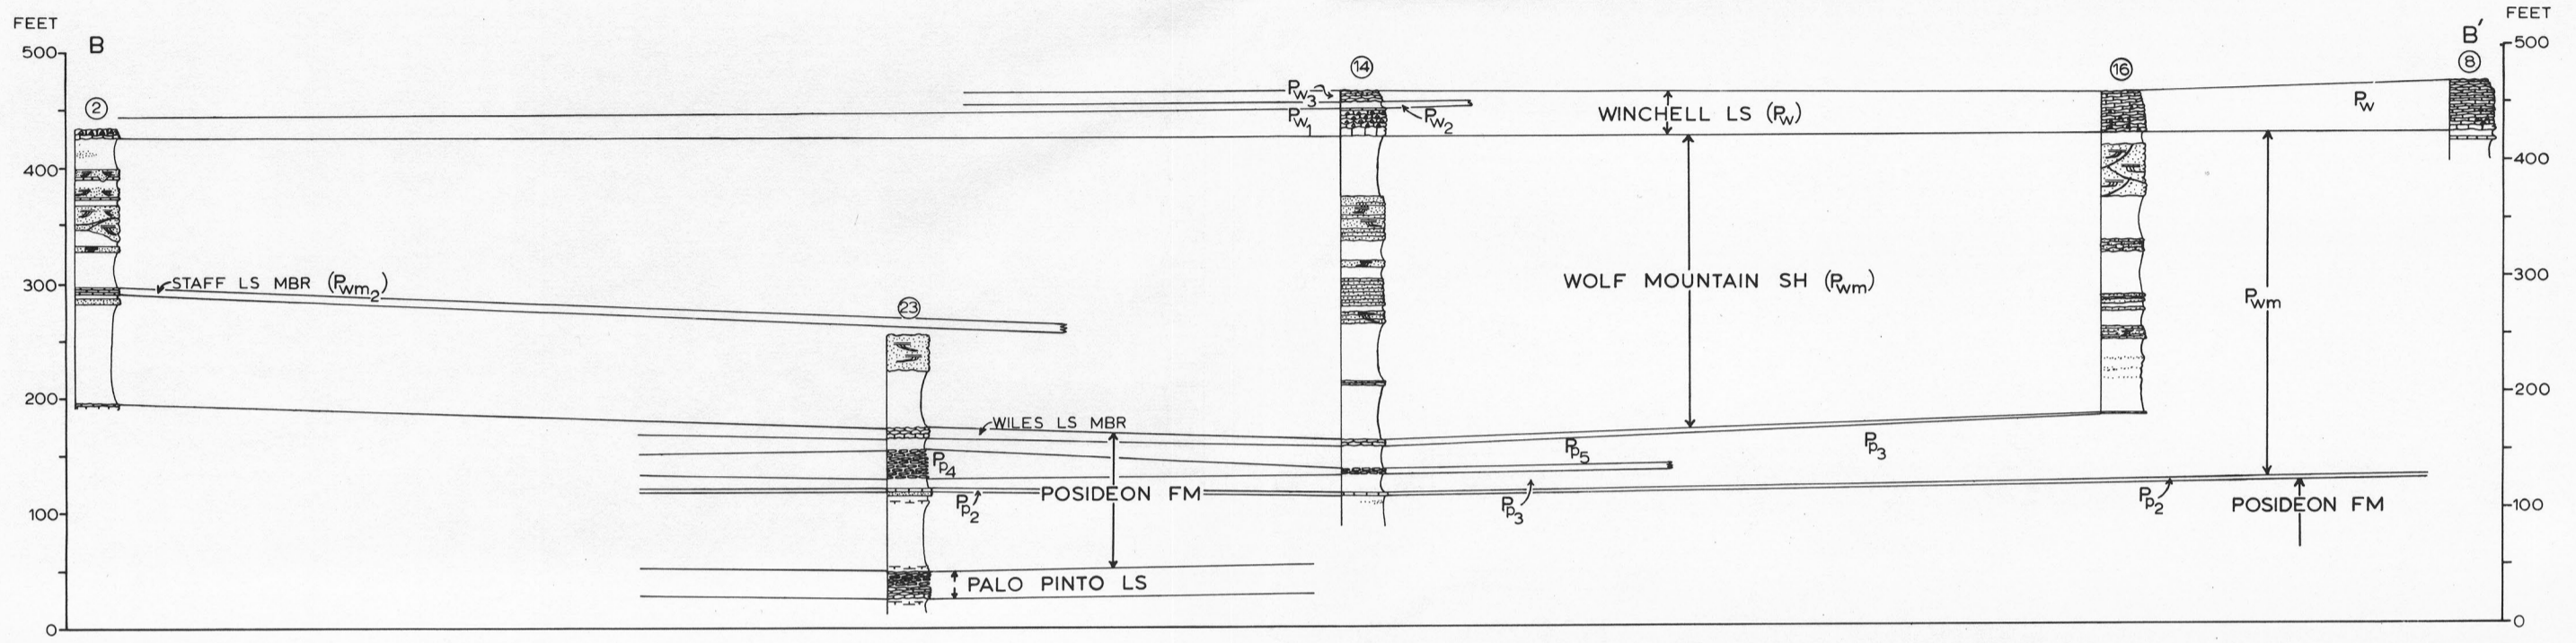 FEET
B
500
400
300
200
100
0
2
STAFF LS MBR (Pwm2)
23
WILES LS MBR
Pp4
Pp2
POSIDEON FM
PALO PINTO LS
14
Pw3
Pw1
Pw2
WINCHELL LS (Pw)
WOLF MOUNTAIN SH (Pwm)
Pp5
Pp3
Pp3
16
Pw
Pwm
Pp2
POSIDEON FM
B′
8
FEET
500
400
300
200
100
0